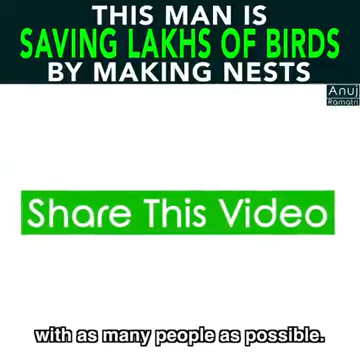 THIS MAN IS
SAVING LAKHS OF BIRDS
BY MAKING NESTS
Anuj
Ramatri
Share This Video
with as many people as possible.